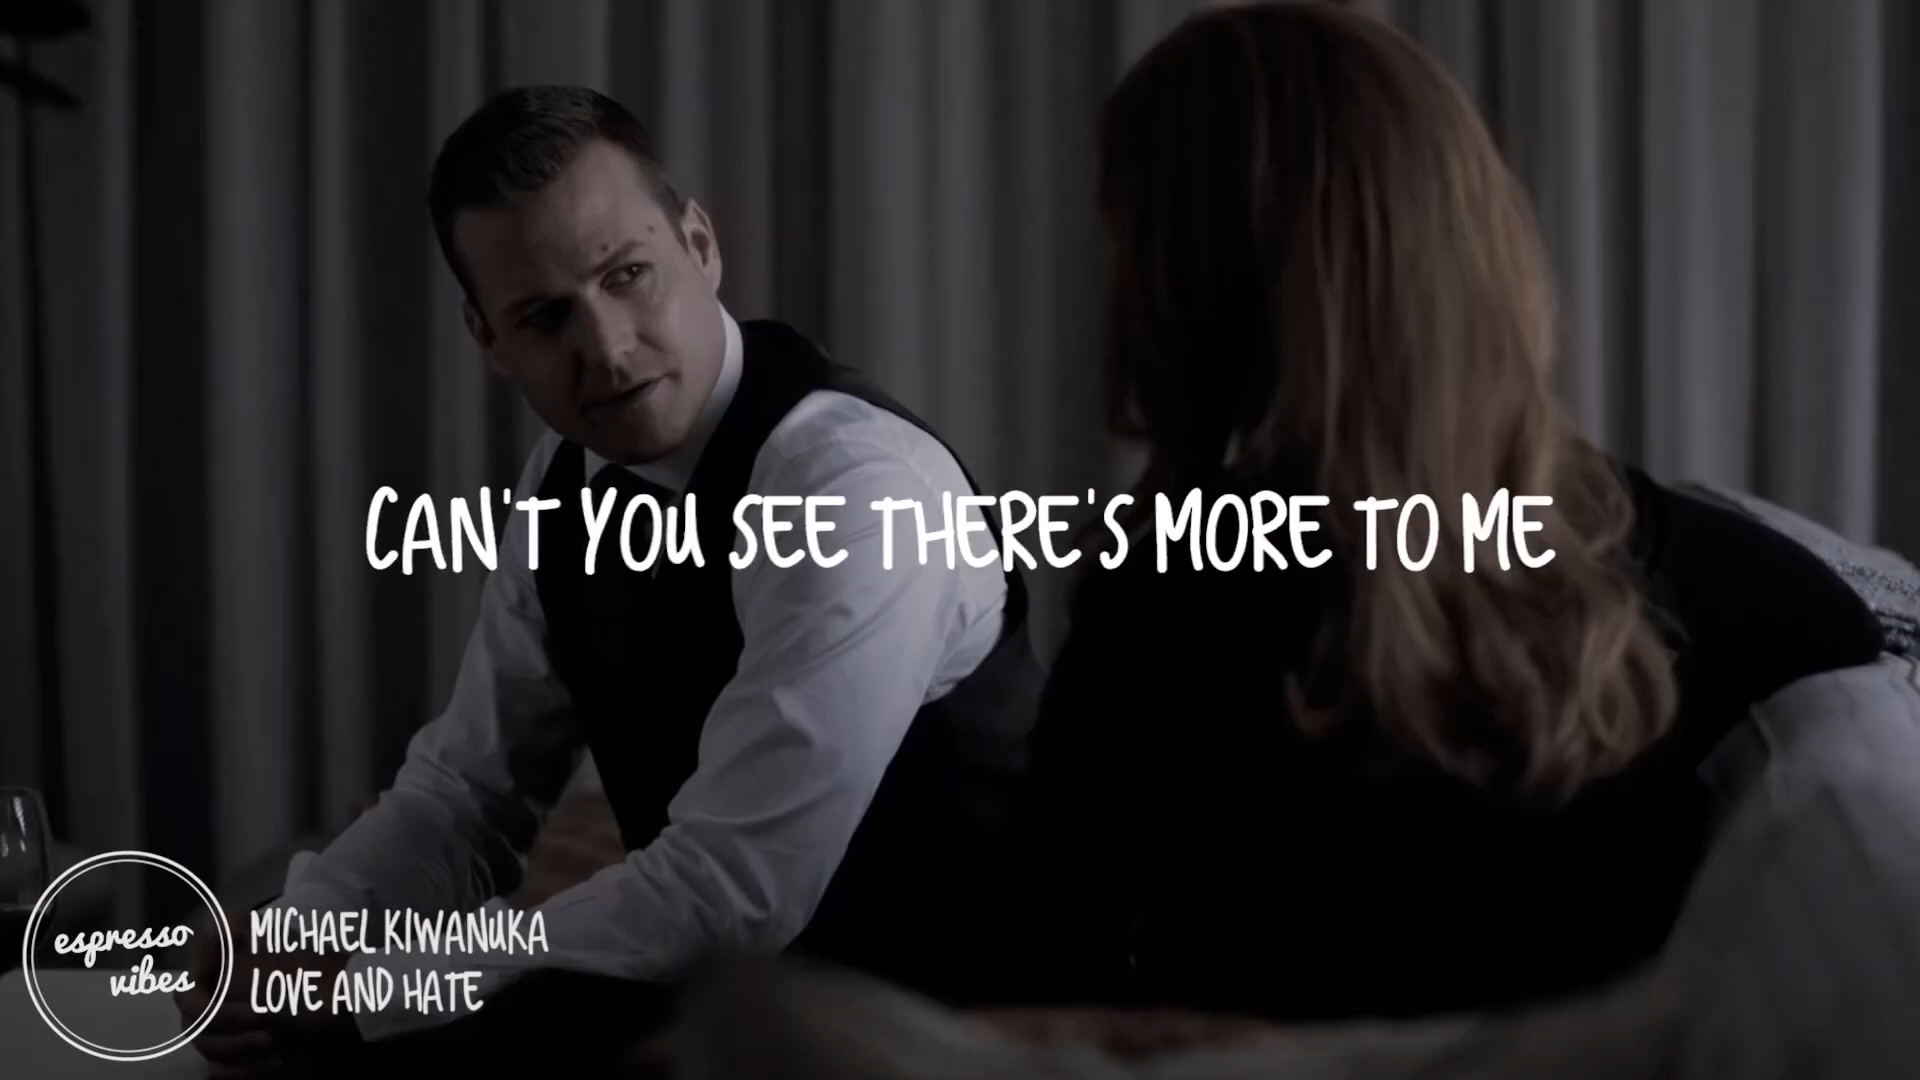 CAN'T YOU SEE THERE'S MORE TO ME
espresso
vibes
MICHAEL KIWANUKA
LOVE AND HATE